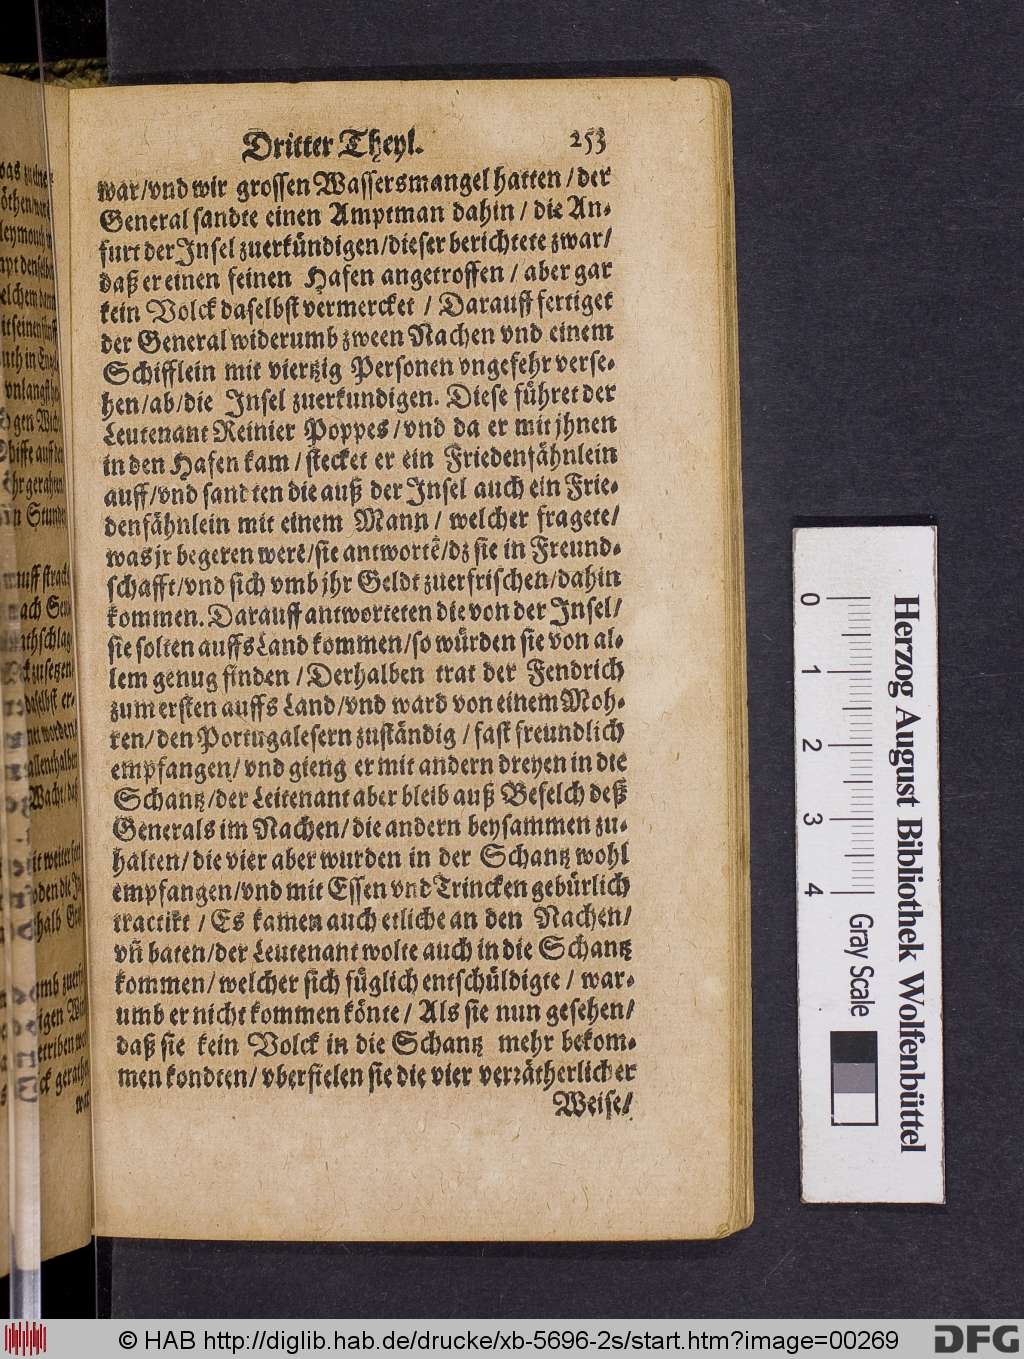 Dritter Theyl. 253
war/vnd wir grossen Wassersmangel hatten/der
General sandte einen Amptman dahin/die An-
furt der Insel zuerkündigen/dieser berichtete zwar/
daß er einen feinen Hafen angetroffen/aber gar
kein Volck daselbst vermercket/Darauff fertiget
der General widerumb zween Nachen vnd einem
Schifflein mit viertzig Personen vngefehr verse-
hen/ab/die Insel zuerkundigen. Diese führet der
Leutenant Reinier Poppes/vnd da er mit jhnen
in den Hafen kam/stecket er ein Friedenfähnlein
auff/vnd sandten die auß der Insel auch ein Frie-
denfähnlein mit einem Mann/welcher fragete/
was jr begeren werẽ/sie antwortẽ/dz sie in Freund-
schafft/vnd sich vmb jhr Geldt zuerfrischen/dahin
kommen. Darauff antworteten die von der Insel/
sie solten auffs Land kommen/so würden sie von al-
lem genug finden/Derhalben trat der Fendrich
zum ersten auffs Land/vnd ward von einem Moh-
ren/den Portugalesern zuständig/fast freundlich
empfangen/vnd gieng er mit andern dreyen in die
Schantz/der Leitenant aber bleib auß Befelch deß
Generals im Nachen/die andern beysammen zu-
halten/die vier aber wurden in der Schantz wohl
empfangen/vnd mit Essen vnd Trincken gebürlich
tractirt/Es kamen auch etliche an den Nachen/
vñ baten/der Leutenant wolte auch in die Schantz
kommen/welcher sich füglich entschüldigte/war-
umb er nicht kommen könte/Als sie nun gesehen/
daß sie kein Volck in die Schantz mehr bekom-
men kondten/vberfielen sie die vier verrätherlicher
Weise/
0 1 2 3 4
Gray Scale
Herzog August Bibliothek Wolfenbüttel
© HAB http://diglib.hab.de/drucke/xb-5696-2s/start.htm?image=00269
DFG